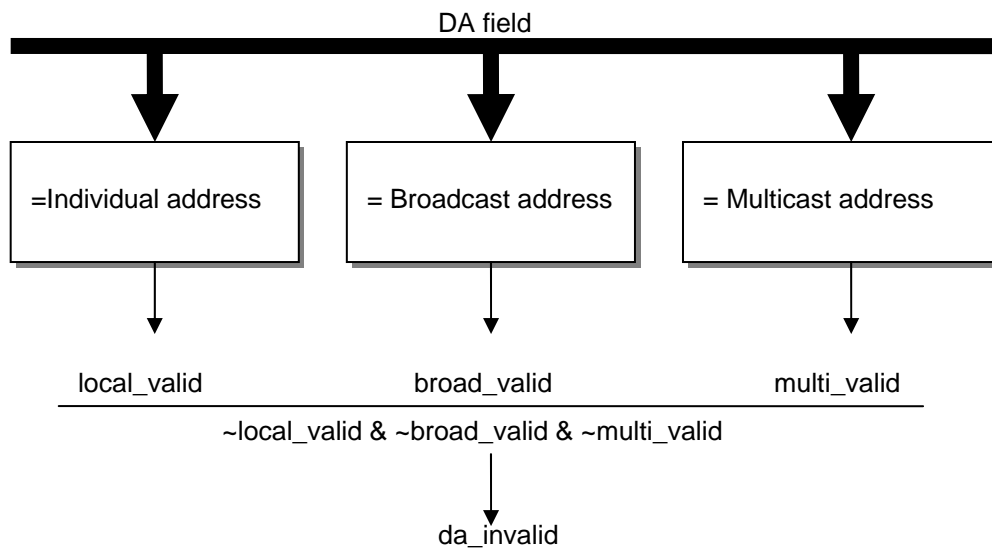 DA field
=Individual address
= Broadcast address
= Multicast address
local_valid
broad_valid
multi_valid
~local_valid & ~broad_valid & ~multi_valid
da_invalid